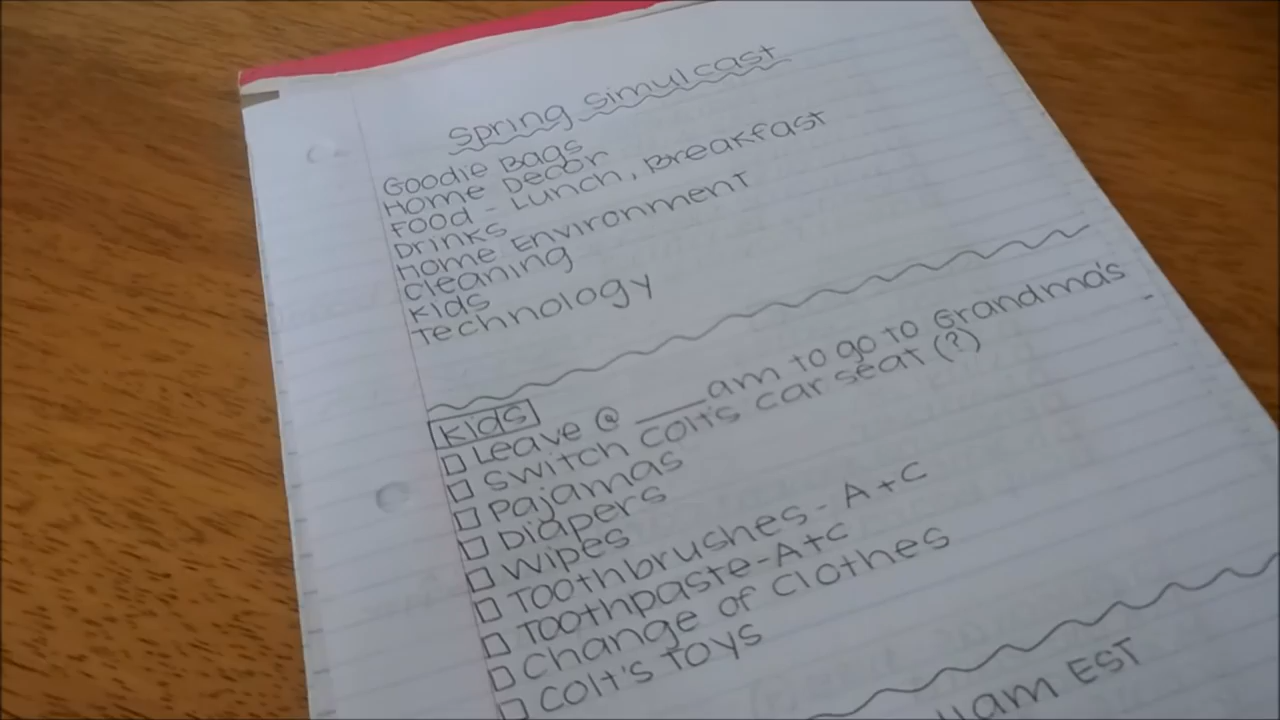 Spring Simulcast
Goodie Bags
Home Decor
Food - Lunch, Breakfast
Drinks
Home Environment
Cleaning
Kids
Technology
Kids
□ Leave @ ____ am to go to Grandma's
□ Switch Colt's car seat (?)
□ Pajamas
□ Diapers
□ Wipes
□ Toothbrushes - A+C
□ Toothpaste - A+C
□ Change of Clothes
□ Colt's Toys
am EST